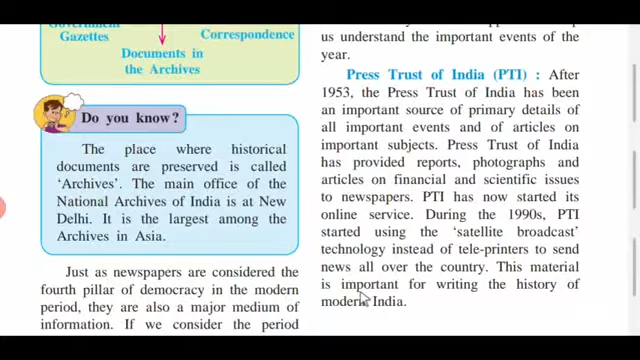 Government
Gazettes
Correspondence
Documents in
the Archives
Do you know?
The place where historical
documents are preserved is called
‘Archives’. The main office of the
National Archives of India is at New
Delhi. It is the largest among the
Archives in Asia.
Just as newspapers are considered the
fourth pillar of democracy in the modern
period, they are also a major medium of
information. If we consider the period
us understand the important events of the
year.
Press Trust of India (PTI) : After
1953, the Press Trust of India has been
an important source of primary details of
all important events and of articles on
important subjects. Press Trust of India
has provided reports, photographs and
articles on financial and scientific issues
to newspapers. PTI has now started its
online service. During the 1990s, PTI
started using the ‘satellite broadcast’
technology instead of tele-printers to send
news all over the country. This material
is important for writing the history of
modern India.